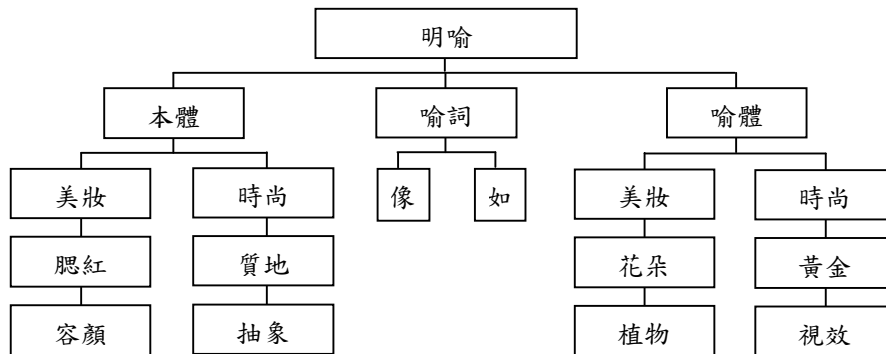 明喻
本體 喻詞 喻體
美妝 時尚 像 如 美妝 時尚
腮紅 質地 花朵 黃金
容顏 抽象 植物 視效